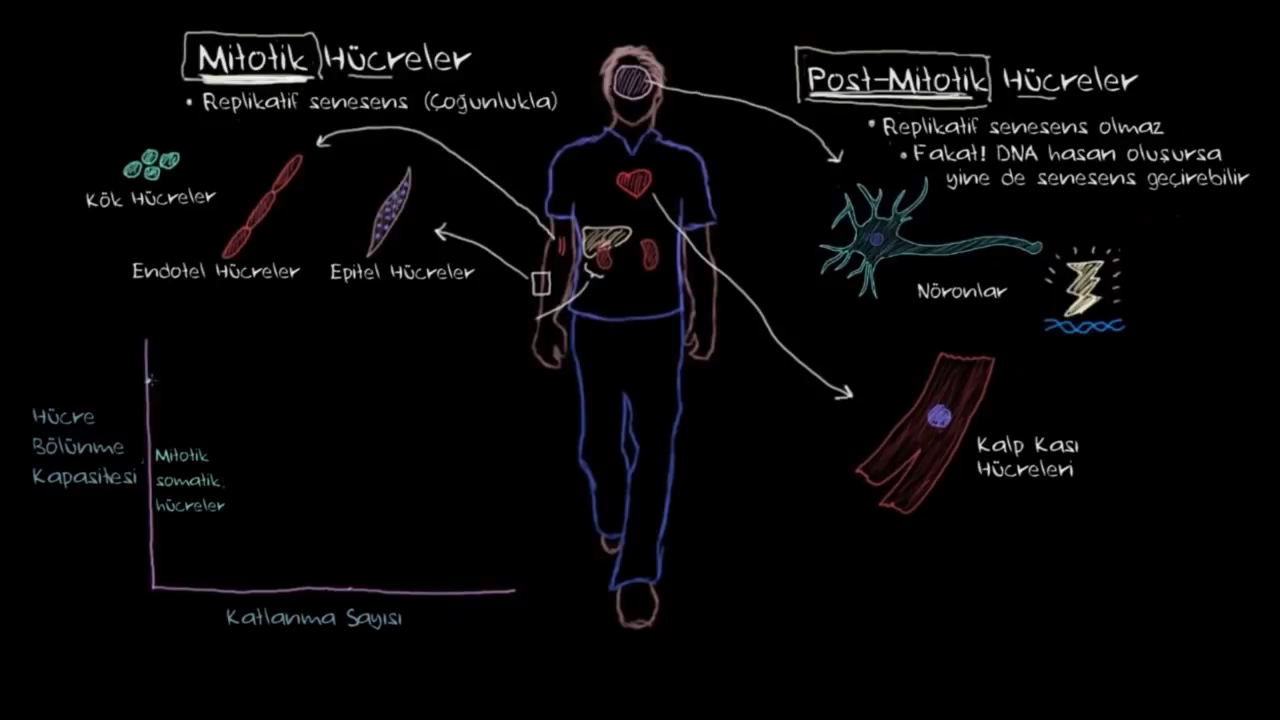 Mitotik Hücreler
• Replikatif senesens (Çoğunlukla)
Kök Hücreler
Endotel Hücreler
Epitel Hücreler
Post-Mitotik Hücreler
• Replikatif senesens olmaz
• Fakat! DNA hasarı oluşursa
yine de senesens geçirebilir
Nöronlar
Kalp Kası
Hücreleri
Hücre
Bölünme
Kapasitesi
Mitotik
somatik
hücreler
Katlanma Sayısı